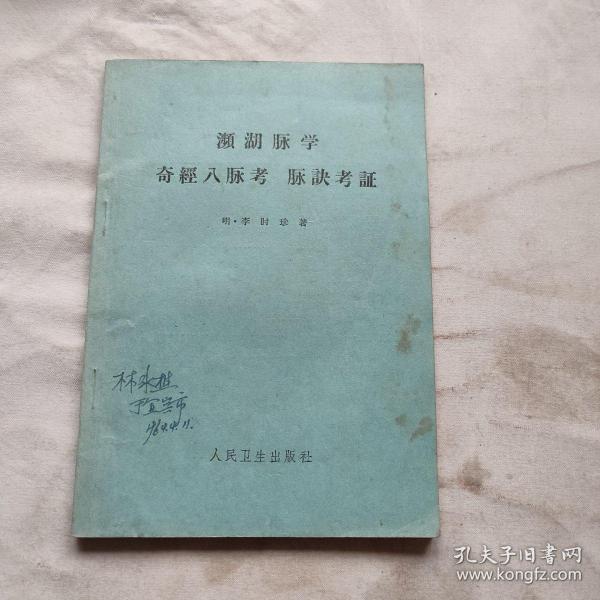 瀕湖脉学
奇經八脉考 脉訣考証
明·李时珍著
人民卫生出版社
孔夫子旧书网
www.kongfz.com